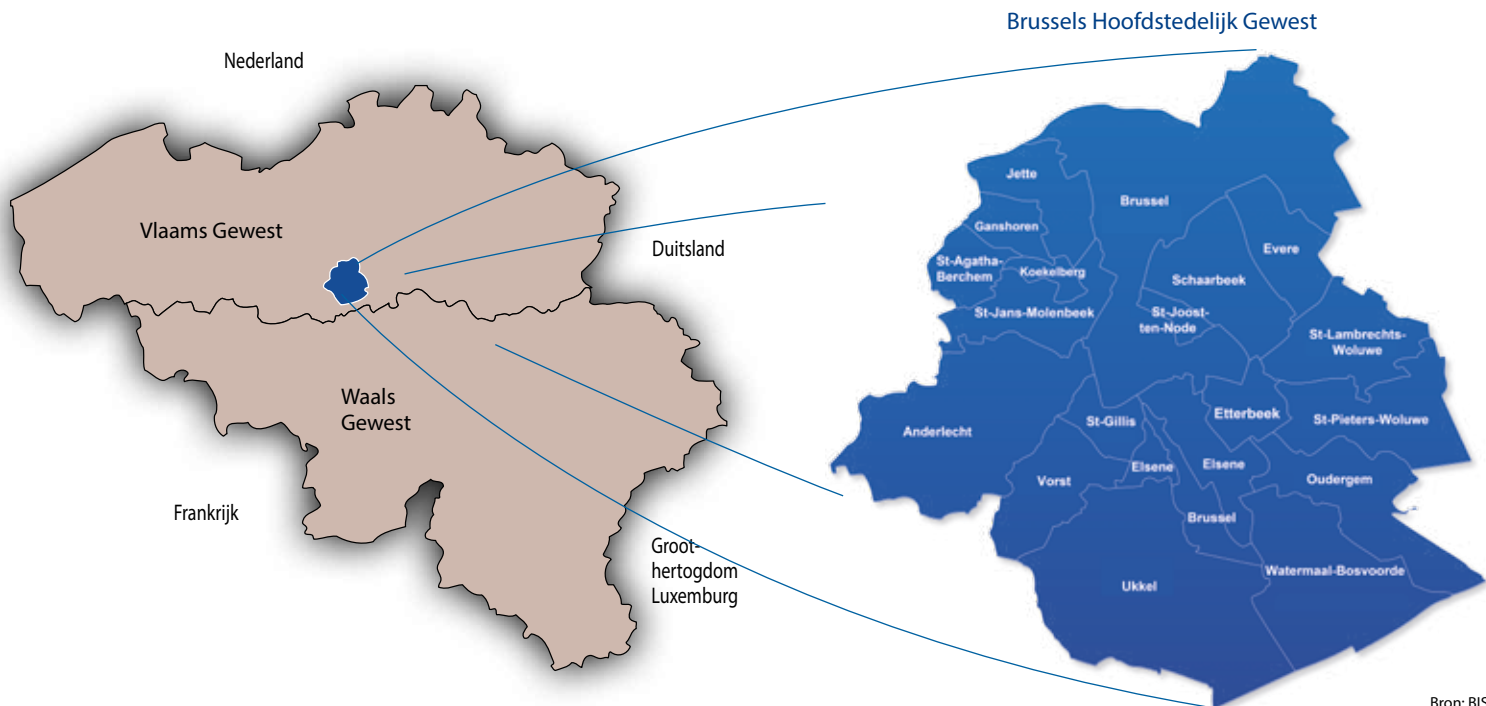 Brussels Hoofdstedelijk Gewest
Nederland
Vlaams Gewest
Duitsland
Waals
Gewest
Frankrijk
Groot-
hertogdom
Luxemburg
Jette
Brussel
Ganshoren
Evere
St-Agatha-
Berchem
Koekelberg
Schaarbeek
St-Jans-Molenbeek
St-Joost-
ten-Node
St-Lambrechts-
Woluwe
Anderlecht
St-Gillis
Etterbeek
St-Pieters-Woluwe
Vorst
Elsene
Elsene
Oudergem
Brussel
Ukkel
Watermaal-Bosvoorde
Bron: BIS